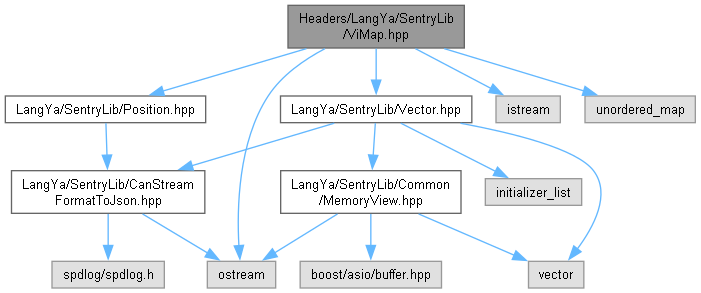 Headers/LangYa/SentryLib
/ViMap.hpp
LangYa/SentryLib/Position.hpp
LangYa/SentryLib/Vector.hpp
istream
unordered_map
LangYa/SentryLib/CanStream
FormatToJson.hpp
LangYa/SentryLib/Common
/MemoryView.hpp
initializer_list
spdlog/spdlog.h
ostream
boost/asio/buffer.hpp
vector